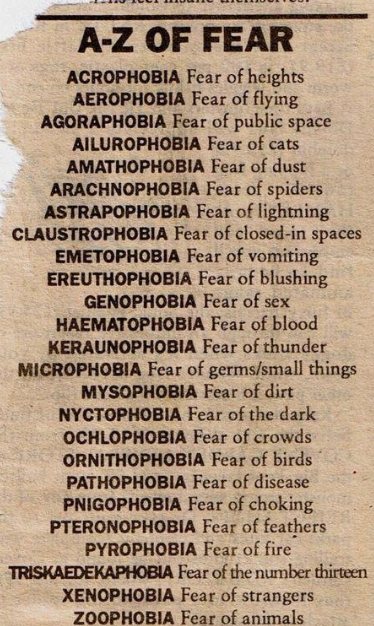 feel insane themselves.
A-Z OF FEAR
ACROPHOBIA Fear of heights
AEROPHOBIA Fear of flying
AGORAPHOBIA Fear of public space
AILUROPHOBIA Fear of cats
AMATHOPHOBIA Fear of dust
ARACHNOPHOBIA Fear of spiders
ASTRAPOPHOBIA Fear of lightning
CLAUSTROPHOBIA Fear of closed-in spaces
EMETOPHOBIA Fear of vomiting
EREUTHOPHOBIA Fear of blushing
GENOPHOBIA Fear of sex
HAEMATOPHOBIA Fear of blood
KERAUNOPHOBIA Fear of thunder
MICROPHOBIA Fear of germs/small things
MYSOPHOBIA Fear of dirt
NYCTOPHOBIA Fear of the dark
OCHLOPHOBIA Fear of crowds
ORNITHOPHOBIA Fear of birds
PATHOPHOBIA Fear of disease
PNIGOPHOBIA Fear of choking
PTERONOPHOBIA Fear of feathers
PYROPHOBIA Fear of fire
TRISKAEDEKAPHOBIA Fear of the number thirteen
XENOPHOBIA Fear of strangers
ZOOPHOBIA Fear of animals